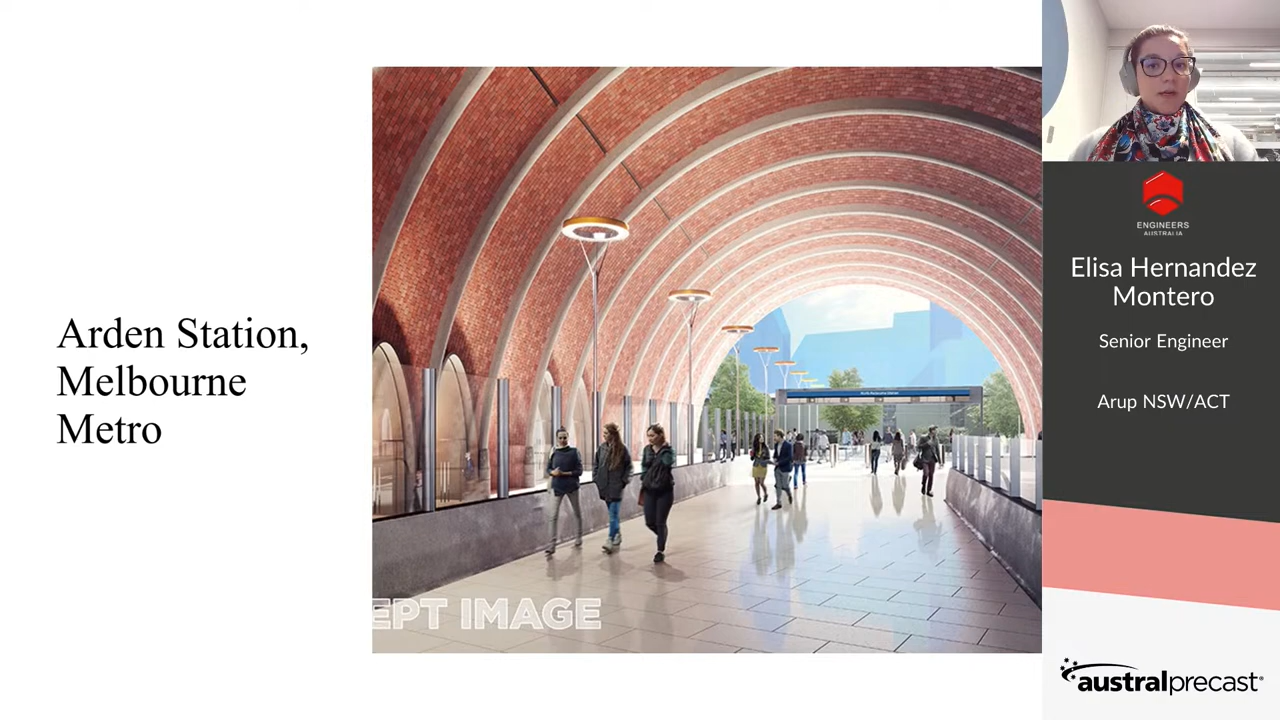 Arden Station,
Melbourne
Metro
EPT IMAGE
ENGINEERS
AUSTRALIA
Elisa Hernandez
Montero
Senior Engineer
Arup NSW/ACT
australprecast®